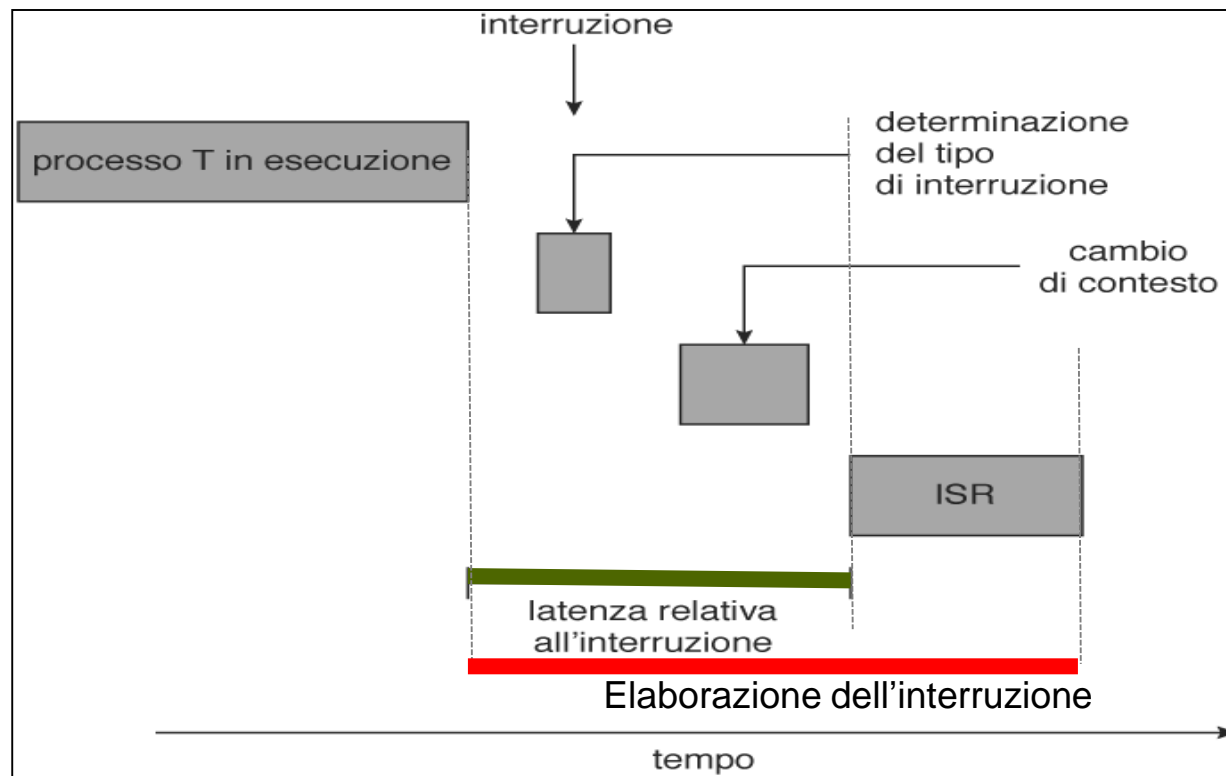 interruzione
processo T in esecuzione
determinazione
del tipo
di interruzione
cambio
di contesto
ISR
latenza relativa
all'interruzione
Elaborazione dell’interruzione
tempo